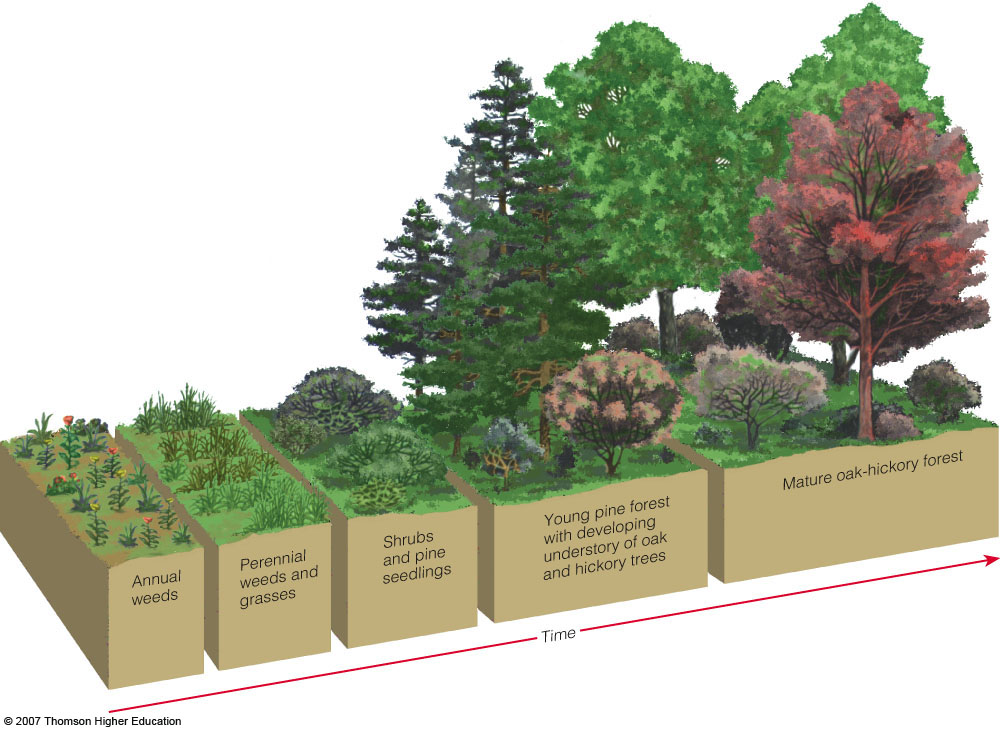 Annual
weeds
Perennial
weeds and
grasses
Shrubs
and pine
seedlings
Young pine forest
with developing
understory of oak
and hickory trees
Mature oak-hickory forest
Time
© 2007 Thomson Higher Education